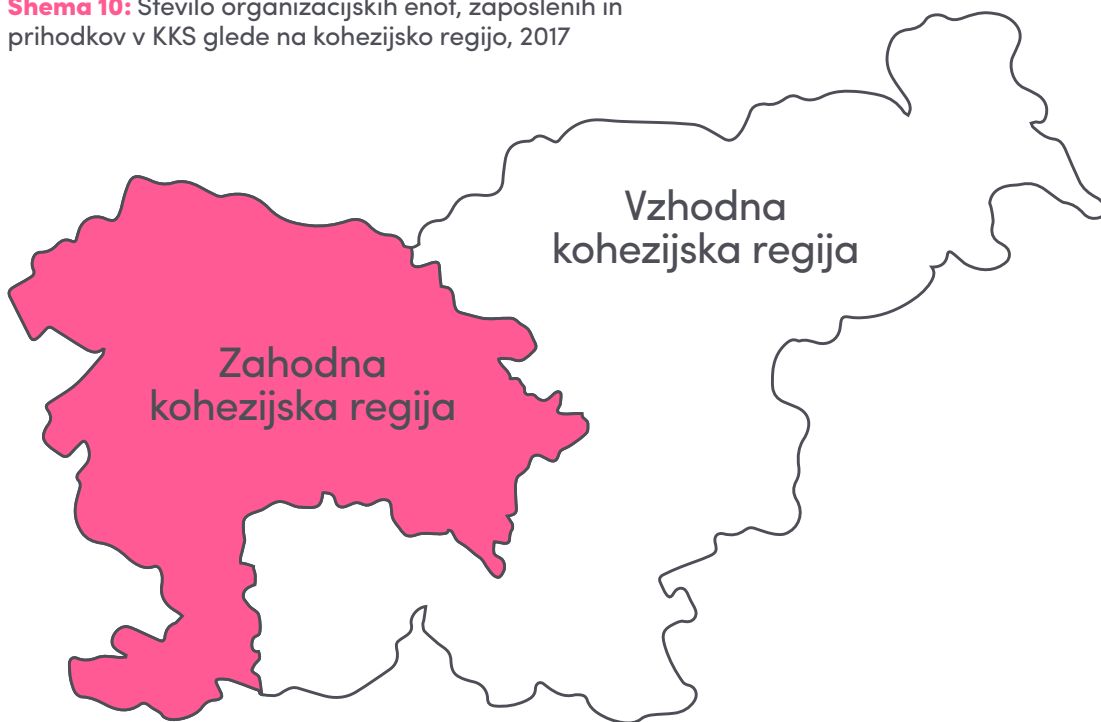 Shema 10: Število organizacijskih enot, zaposlenih in
prihodkov v KKS glede na kohezijsko regijo, 2017
Vzhodna
kohezijska regija
Zahodna
kohezijska regija